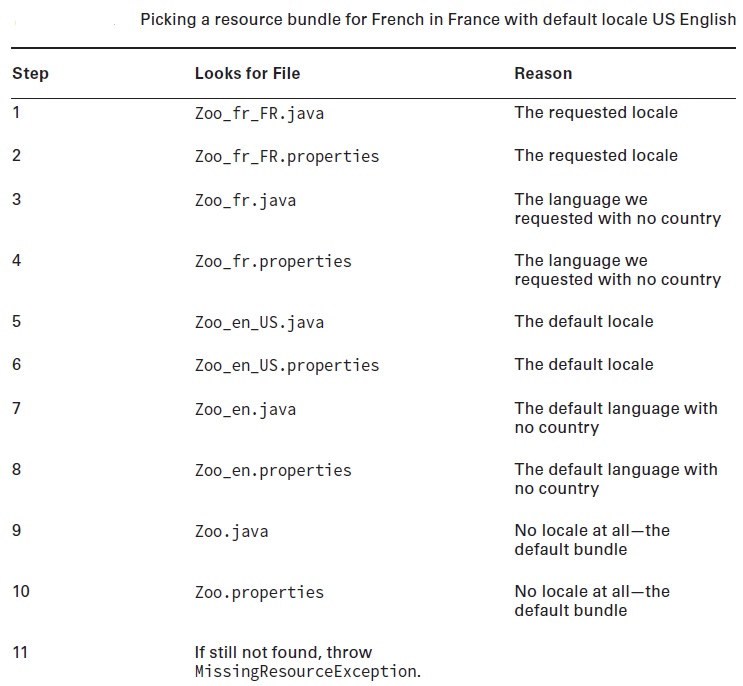 Picking a resource bundle for French in France with default locale US English
Step Looks for File Reason
1 Zoo_fr_FR.java The requested locale
2 Zoo_fr_FR.properties The requested locale
3 Zoo_fr.java The language we
requested with no country
4 Zoo_fr.properties The language we
requested with no country
5 Zoo_en_US.java The default locale
6 Zoo_en_US.properties The default locale
7 Zoo_en.java The default language with
no country
8 Zoo_en.properties The default language with
no country
9 Zoo.java No locale at all—the
default bundle
10 Zoo.properties No locale at all—the
default bundle
11 If still not found, throw
MissingResourceException.